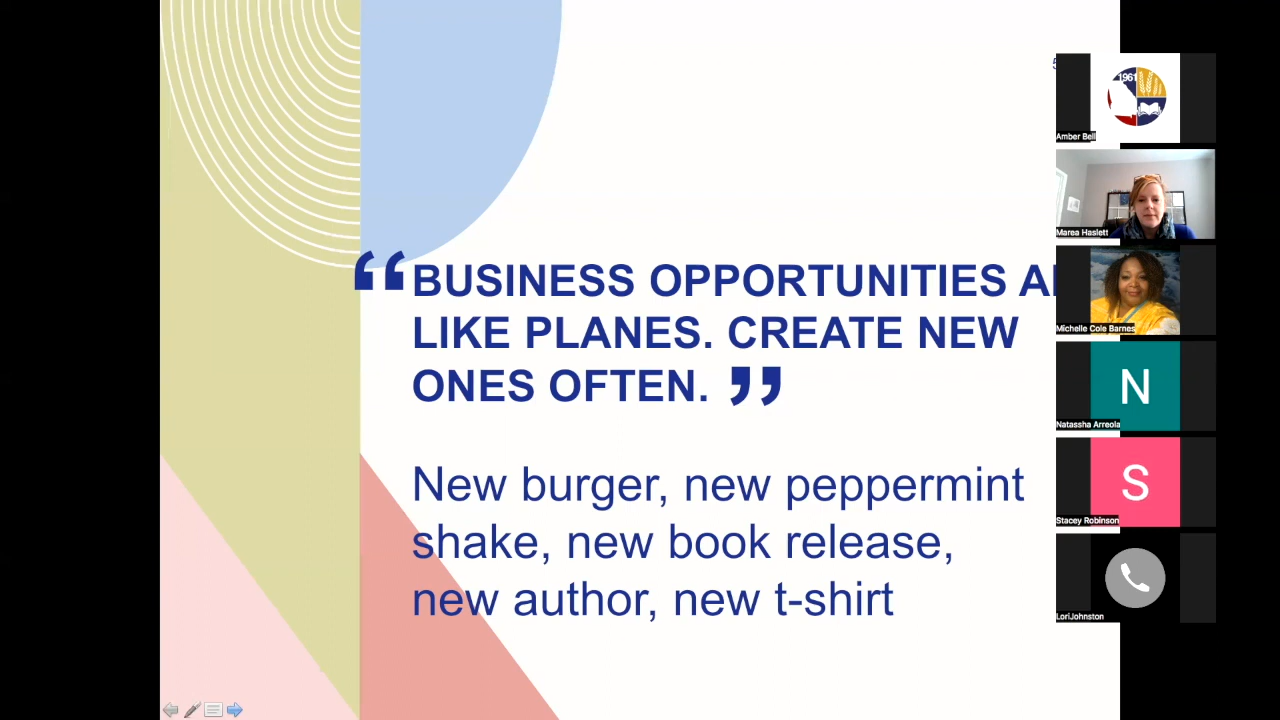 “BUSINESS OPPORTUNITIES A
LIKE PLANES. CREATE NEW
ONES OFTEN.”
New burger, new peppermint
shake, new book release,
new author, new t-shirt
1961
Amber Bell
Marea Haslett
Michelle Cole Barnes
N
Natassha Arreola
S
Stacey Robinson
LoriJohnston